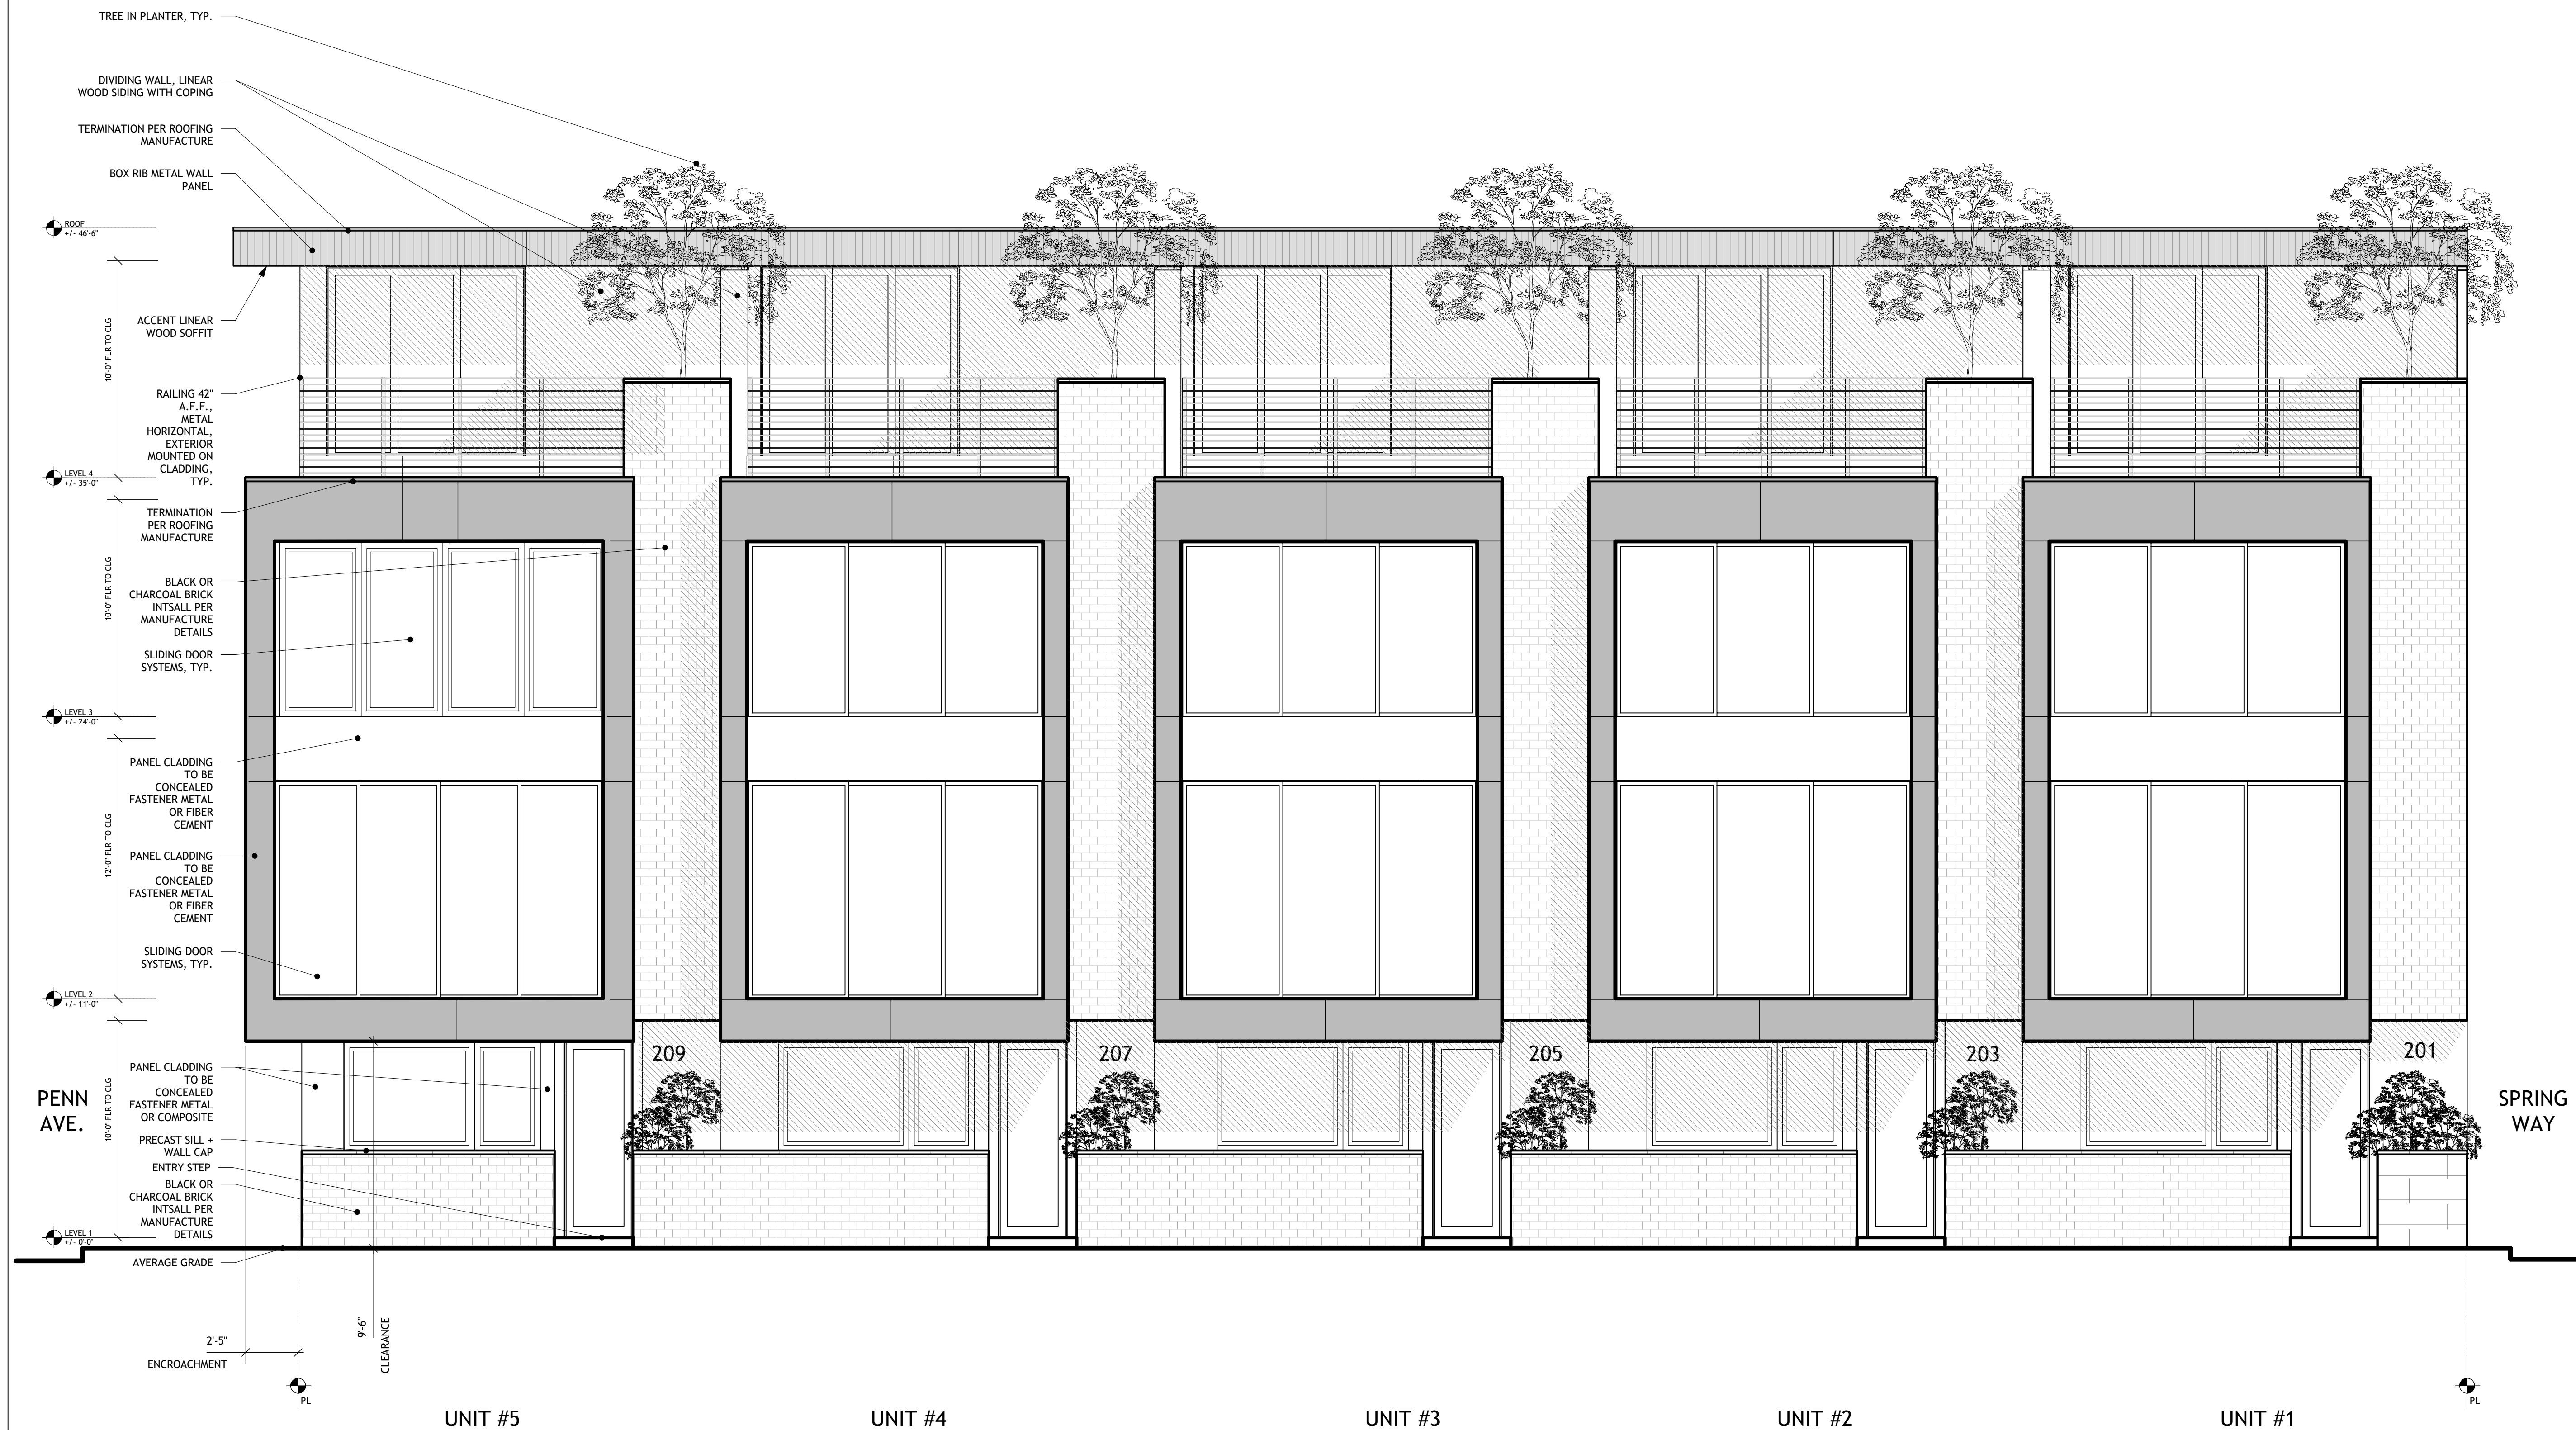 TREE IN PLANTER, TYP.
DIVIDING WALL, LINEAR
WOOD SIDING WITH COPING
TERMINATION PER ROOFING
MANUFACTURE
BOX RIB METAL WALL
PANEL
ROOF
+/- 46'-6"
ACCENT LINEAR
WOOD SOFFIT
10'-0" FLR TO CLG
RAILING 42"
A.F.F.,
METAL
HORIZONTAL,
EXTERIOR
MOUNTED ON
CLADDING,
TYP.
LEVEL 4
+/- 35'-0"
TERMINATION
PER ROOFING
MANUFACTURE
10'-0" FLR TO CLG
BLACK OR
CHARCOAL BRICK
INTSALL PER
MANUFACTURE
DETAILS
SLIDING DOOR
SYSTEMS, TYP.
LEVEL 3
+/- 24'-0"
PANEL CLADDING
TO BE
CONCEALED
FASTENER METAL
OR FIBER
CEMENT
12'-0" FLR TO CLG
PANEL CLADDING
TO BE
CONCEALED
FASTENER METAL
OR FIBER
CEMENT
SLIDING DOOR
SYSTEMS, TYP.
LEVEL 2
+/- 11'-0"
209
207
205
203
201
PANEL CLADDING
TO BE
CONCEALED
FASTENER METAL
OR COMPOSITE
10'-0" FLR TO CLG
PENN
AVE.
SPRING
WAY
PRECAST SILL +
WALL CAP
ENTRY STEP
BLACK OR
CHARCOAL BRICK
INTSALL PER
MANUFACTURE
DETAILS
LEVEL 1
+/- 0'-0"
AVERAGE GRADE
2'-5"
ENCROACHMENT
9'-6"
CLEARANCE
PL
PL
UNIT #5
UNIT #4
UNIT #3
UNIT #2
UNIT #1